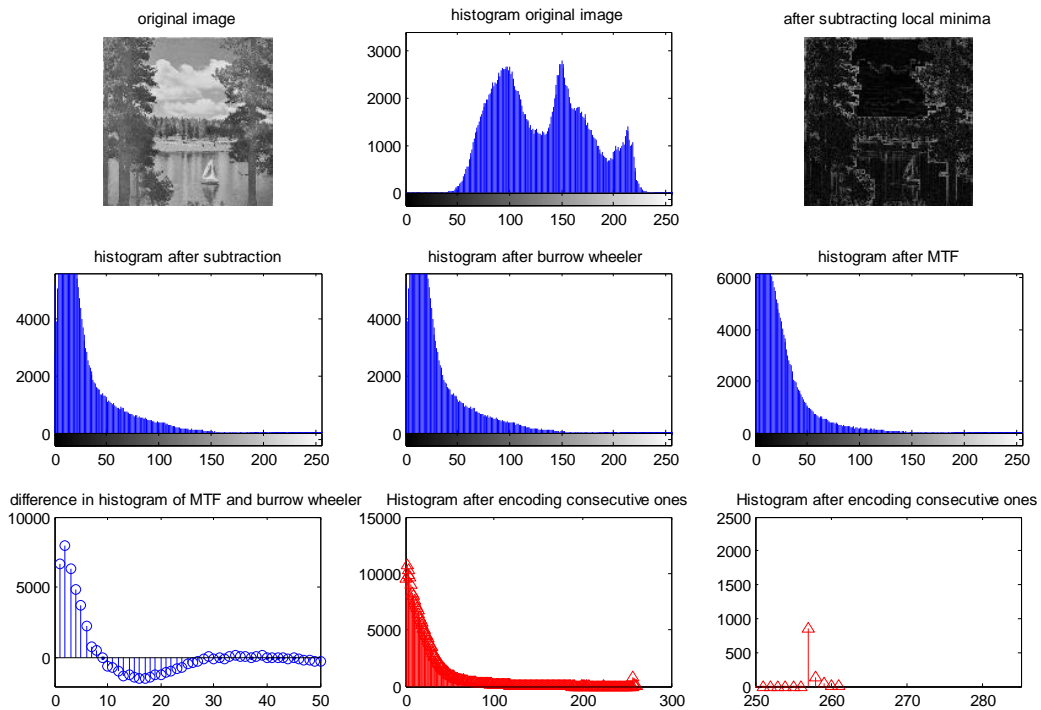 original image
histogram original image
after subtracting local minima
3000
2000
1000
0
0 50 100 150 200 250
histogram after subtraction
histogram after burrow wheeler
histogram after MTF
4000
2000
0
0 50 100 150 200 250
4000
2000
0
0 50 100 150 200 250
6000
4000
2000
0
0 50 100 150 200 250
difference in histogram of MTF and burrow wheeler
Histogram after encoding consecutive ones
Histogram after encoding consecutive ones
10000
5000
0
0 10 20 30 40 50
15000
10000
5000
0
0 100 200 300
2500
2000
1500
1000
500
0
250 260 270 280